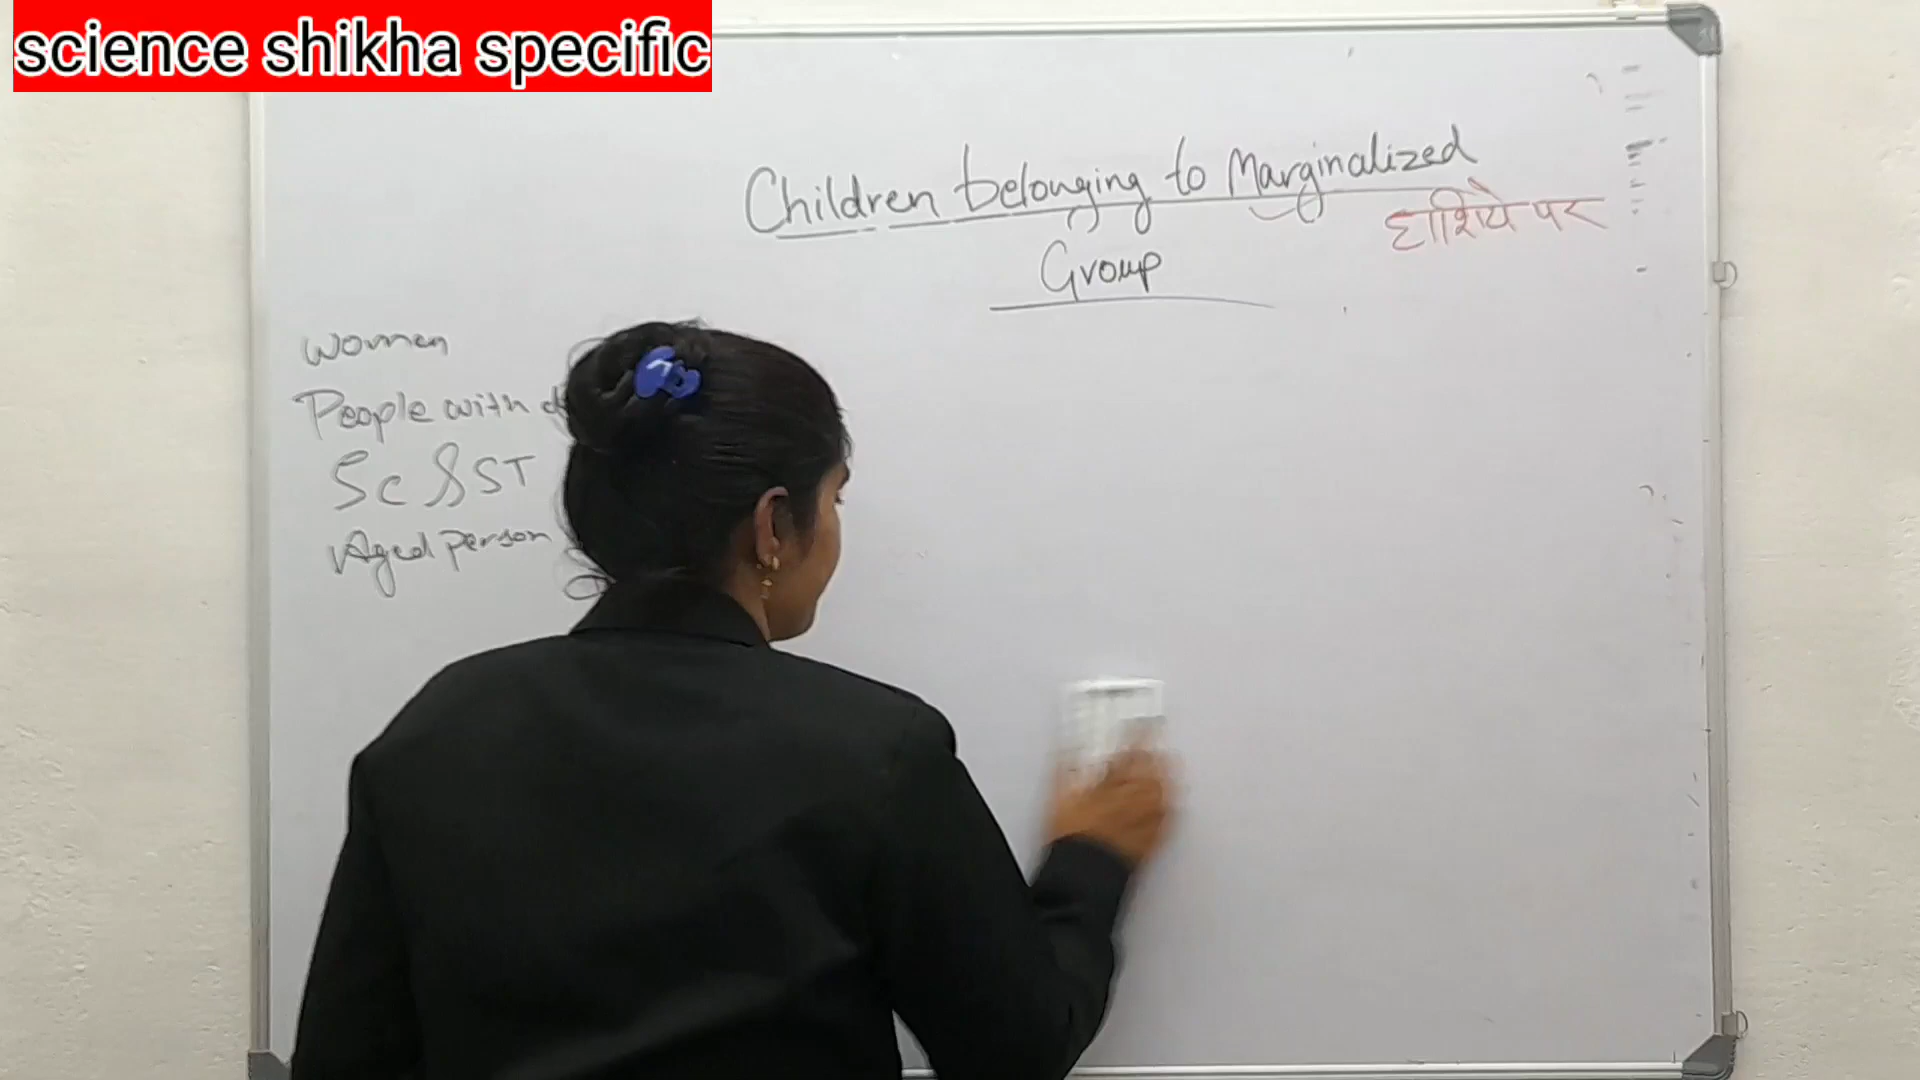 science shikha specific
Children belonging to Marginalized
हाशिये पर
Group
Women
People with
SC & ST
Aged person